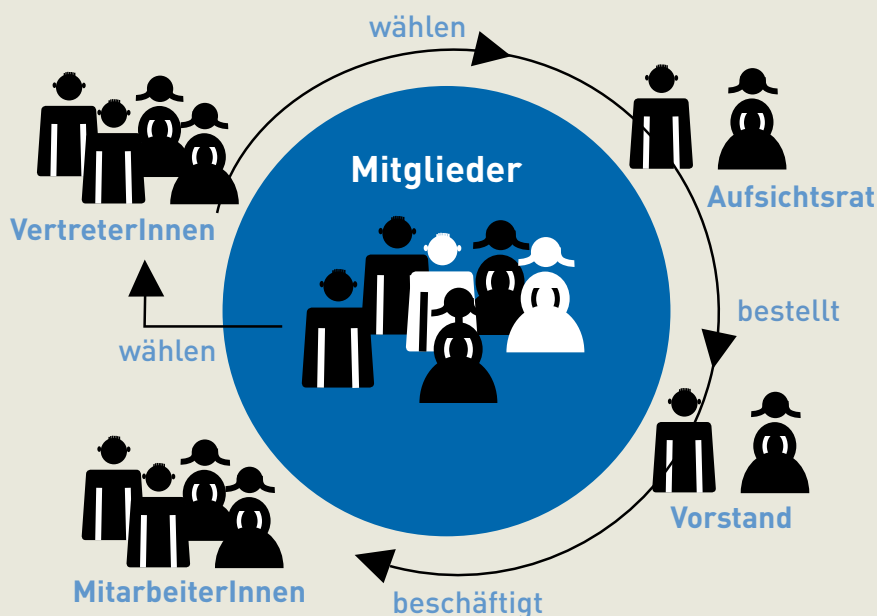 wählen
Mitglieder
Aufsichtsrat
VertreterInnen
bestellt
wählen
Vorstand
MitarbeiterInnen
beschäftigt